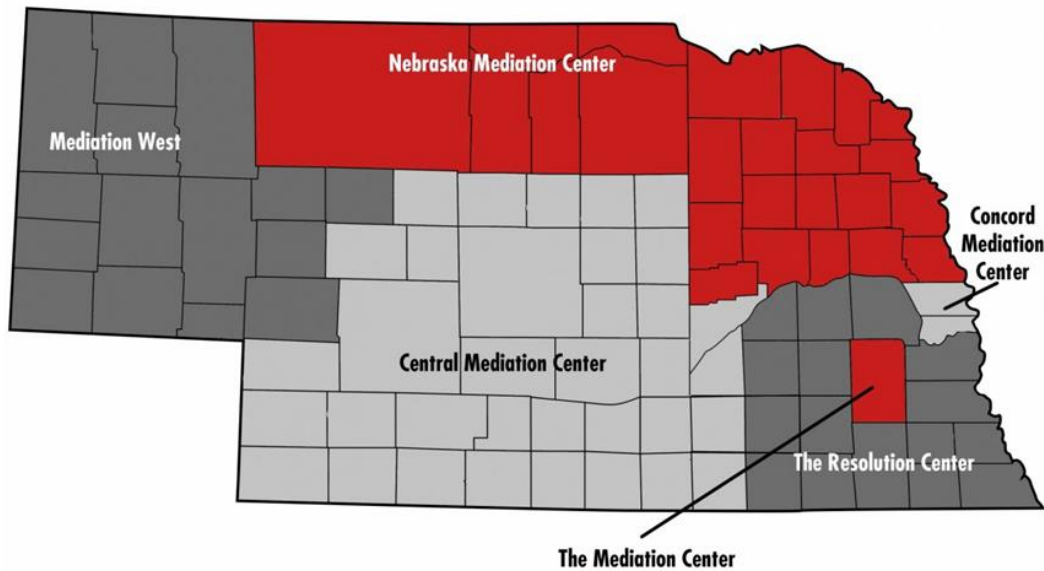 Nebraska Mediation Center
Mediation West
Concord
Mediation
Center
Central Mediation Center
The Resolution Center
The Mediation Center